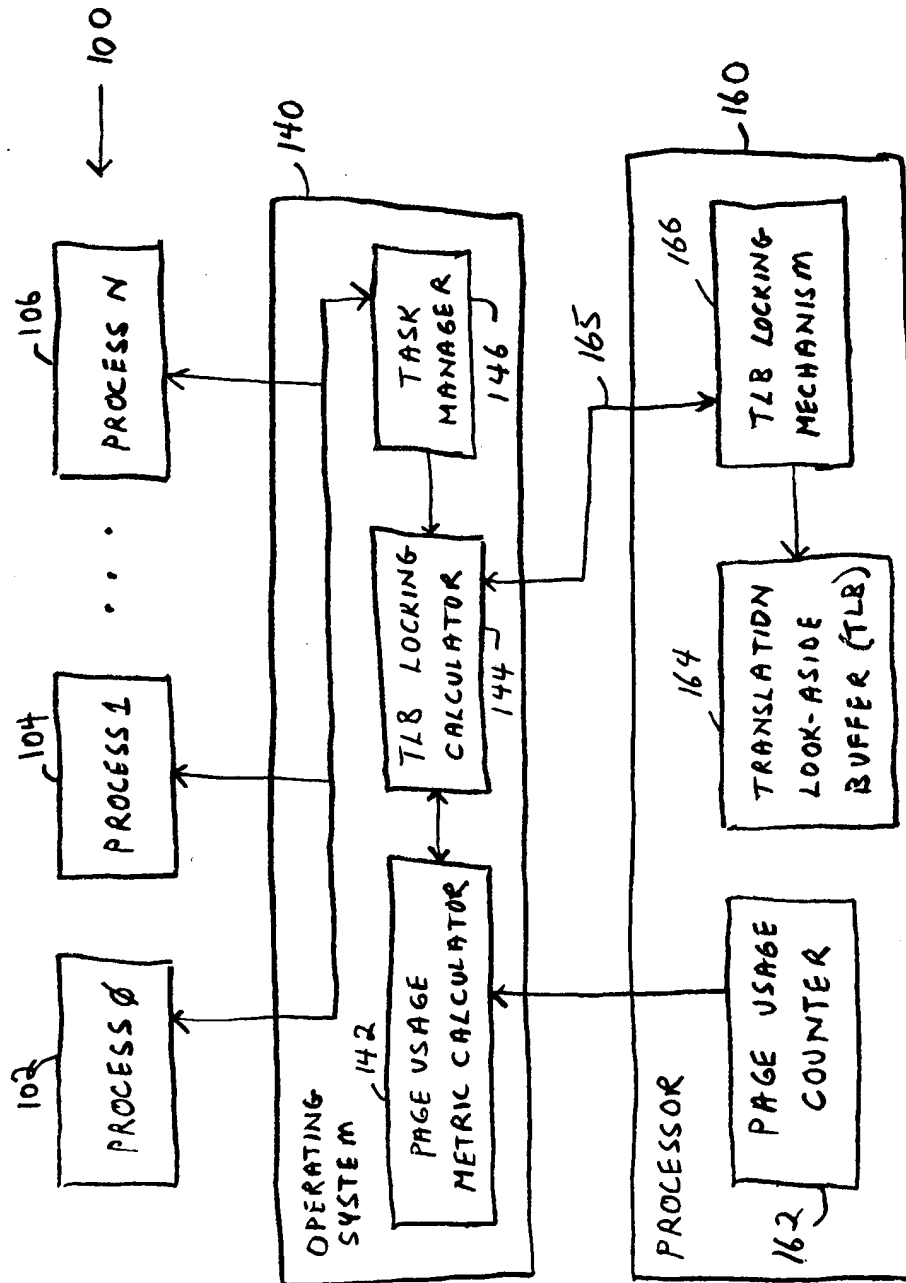 100
102
PROCESS Ø
104
PROCESS 1
. . .
106
PROCESS N
140
OPERATING
SYSTEM
142
PAGE USAGE
METRIC CALCULATOR
TLB LOCKING
CALCULATOR
144
TASK
MANAGER
146
165
160
PROCESSOR
PAGE USAGE
COUNTER
162
164
TRANSLATION
LOOK-ASIDE
BUFFER (TLB)
166
TLB LOCKING
MECHANISM